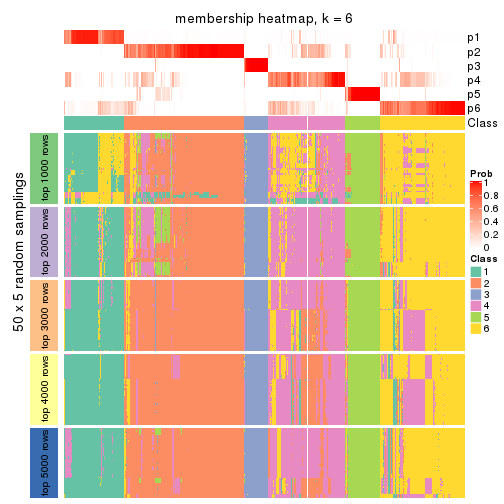 membership heatmap, k = 6
p1
p2
p3
p4
p5
p6
Class
50 x 5 random samplings
top 1000 rows
top 2000 rows
top 3000 rows
top 4000 rows
top 5000 rows
Prob
1
0.8
0.6
0.4
0.2
0
Class
1
2
3
4
5
6